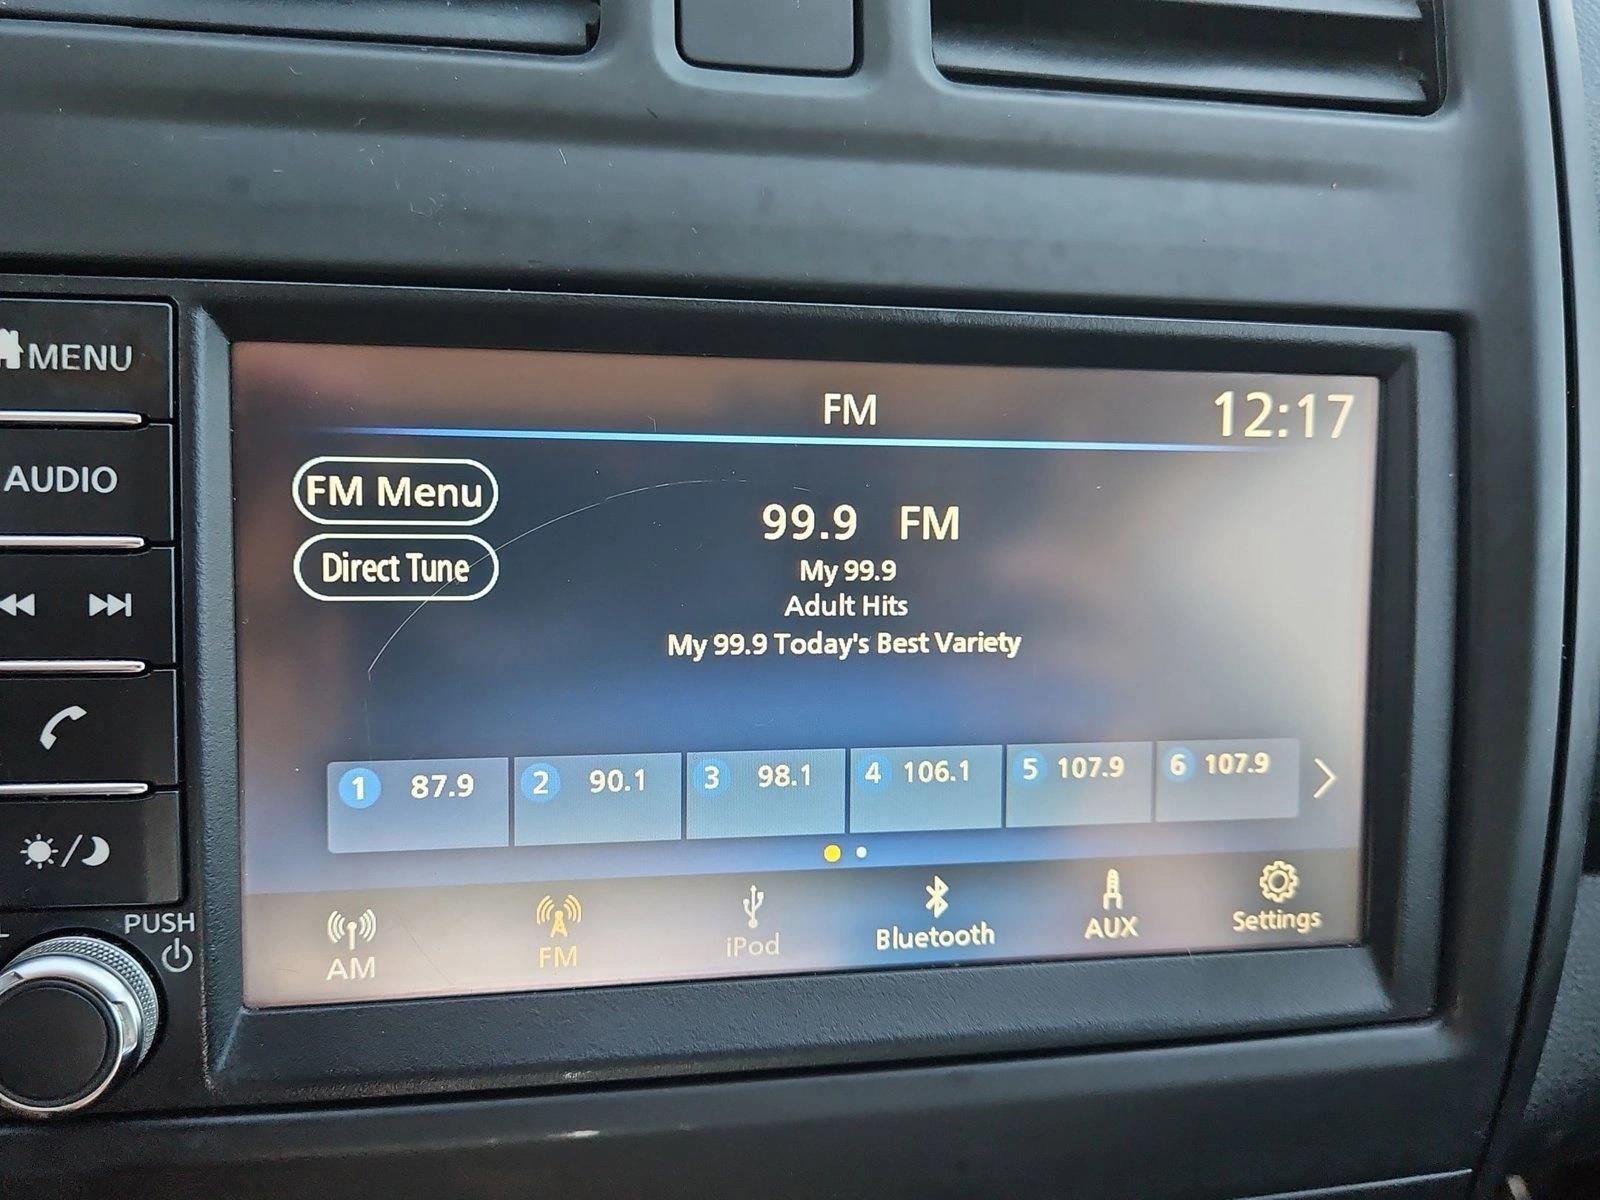 MENU
AUDIO
PUSH
FM
12:17
FM Menu
Direct Tune
99.9 FM
My 99.9
Adult Hits
My 99.9 Today's Best Variety
1 87.9
2 90.1
3 98.1
4 106.1
5 107.9
6 107.9
AM
FM
iPod
Bluetooth
AUX
Settings